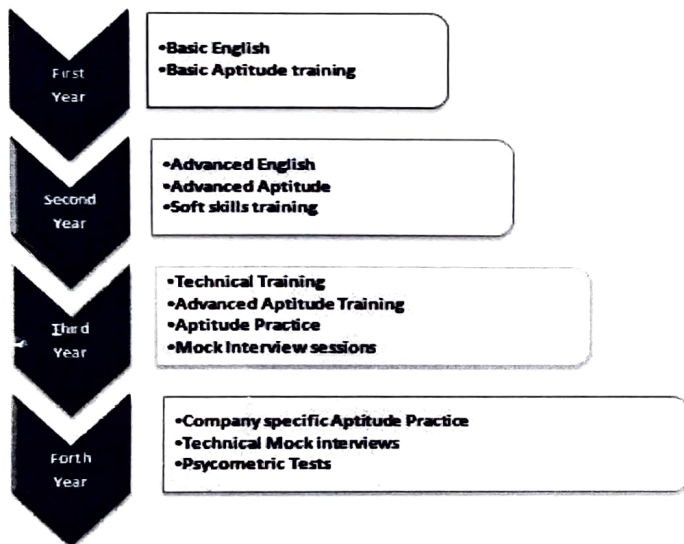 First
Year
•Basic English
•Basic Aptitude training
Second
Year
•Advanced English
•Advanced Aptitude
•Soft skills training
Third
Year
•Technical Training
•Advanced Aptitude Training
•Aptitude Practice
•Mock Interview sessions
Forth
Year
•Company specific Aptitude Practice
•Technical Mock interviews
•Psycometric Tests